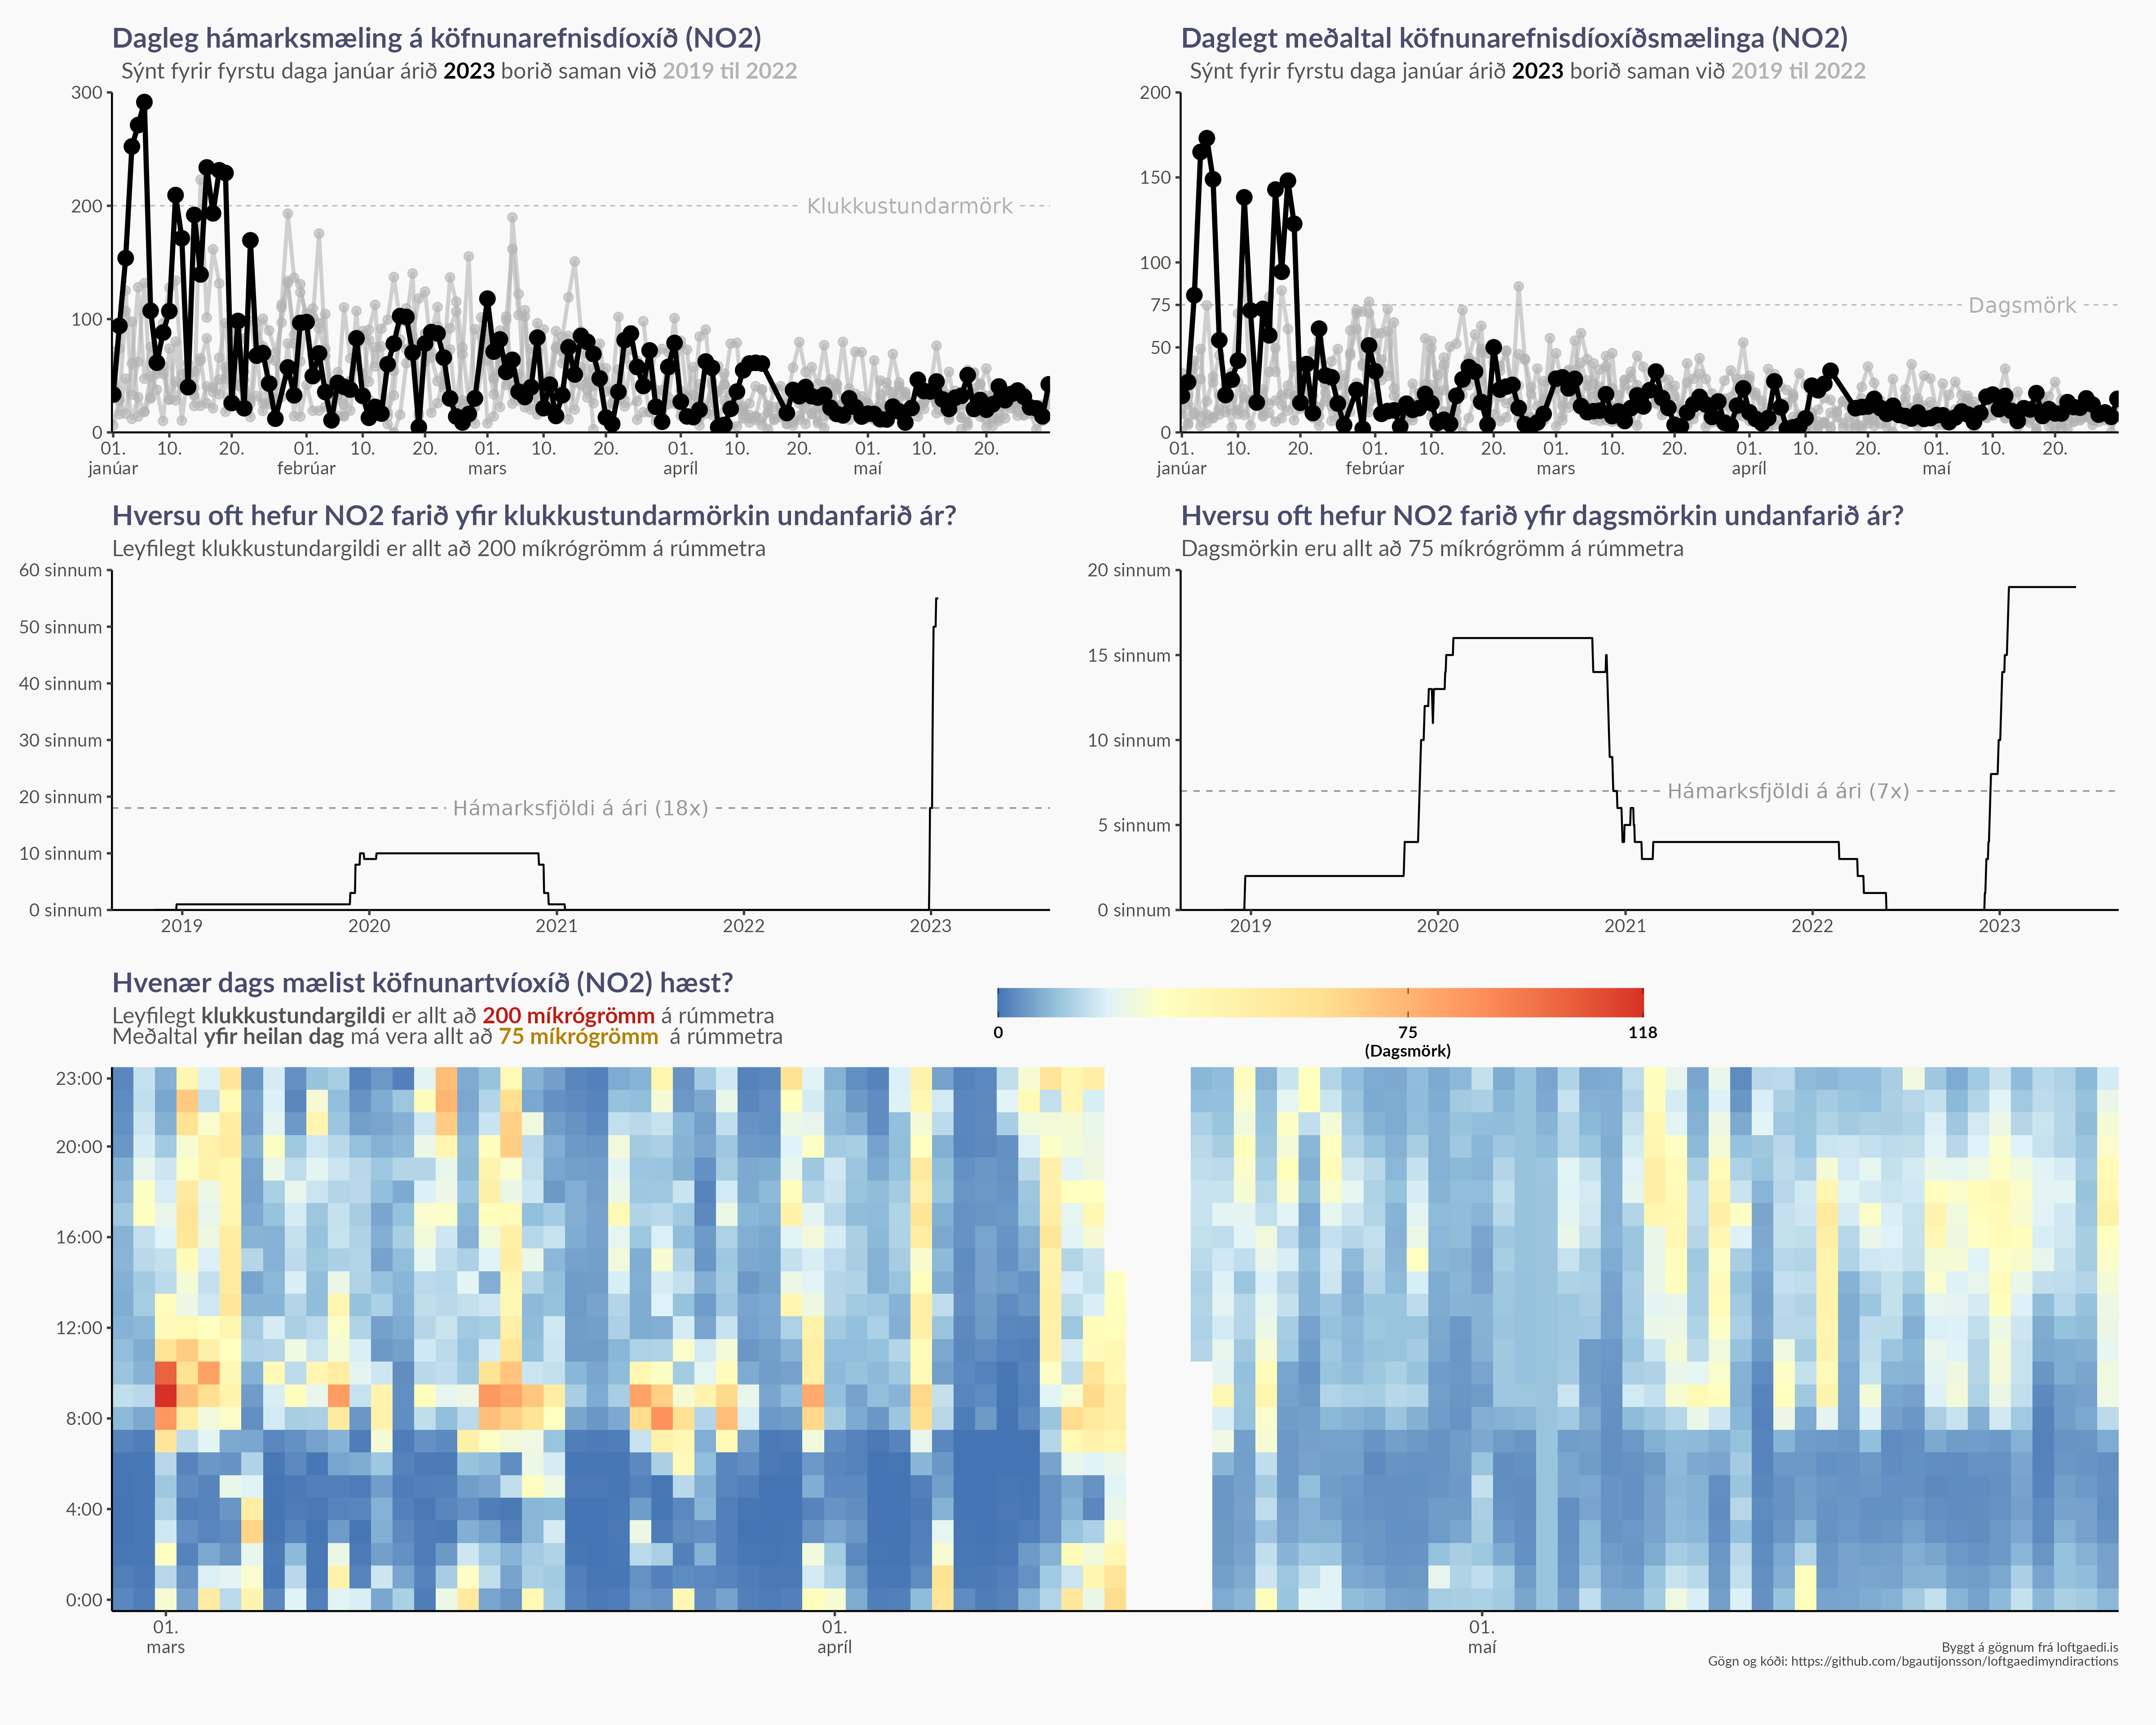 Dagleg hámarksmæling á köfnunarefnisdíoxíð (NO2)
Sýnt fyrir fyrstu daga janúar árið 2023 borið saman við 2019 til 2022
300
200
100
0
Klukkustundarmörk
01. 10. 20. 01. 10. 20. 01. 10. 20. 01. 10. 20. 01. 10. 20.
janúar febrúar mars apríl maí
Daglegt meðaltal köfnunarefnisdíoxíðsmælinga (NO2)
Sýnt fyrir fyrstu daga janúar árið 2023 borið saman við 2019 til 2022
200
150
100
75
50
0
Dagsmörk
01. 10. 20. 01. 10. 20. 01. 10. 20. 01. 10. 20. 01. 10. 20.
janúar febrúar mars apríl maí
Hversu oft hefur NO2 farið yfir klukkustundarmörkin undanfarið ár?
Leyfilegt klukkustundargildi er allt að 200 míkrógrömm á rúmmetra
60 sinnum
50 sinnum
40 sinnum
30 sinnum
20 sinnum
10 sinnum
0 sinnum
Hámarksfjöldi á ári (18x)
2019 2020 2021 2022 2023
Hversu oft hefur NO2 farið yfir dagsmörkin undanfarið ár?
Dagsmörkin eru allt að 75 míkrógrömm á rúmmetra
20 sinnum
15 sinnum
10 sinnum
5 sinnum
0 sinnum
Hámarksfjöldi á ári (7x)
2019 2020 2021 2022 2023
Hvenær dags mælist köfnunartvíoxíð (NO2) hæst?
Leyfilegt klukkustundargildi er allt að 200 míkrógrömm á rúmmetra
Meðaltal yfir heilan dag má vera allt að 75 míkrógrömm á rúmmetra
0 75 118
(Dagsmörk)
23:00
20:00
16:00
12:00
8:00
4:00
0:00
01. 01. 01.
mars apríl maí
Byggt á gögnum frá loftgaedi.is
Gögn og kóði: https://github.com/bgautijonsson/loftgaedimyndiractions